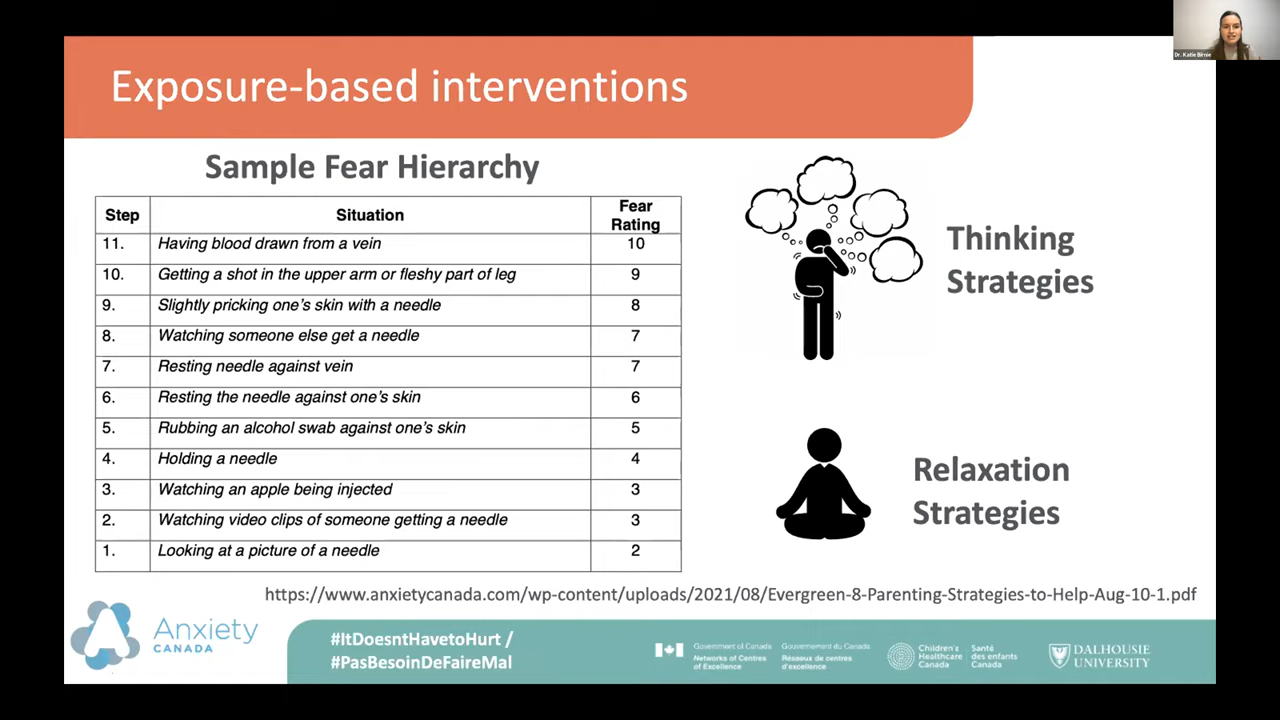 Dr. Katie Birnie
Exposure-based interventions
Sample Fear Hierarchy
Step Situation Fear Rating
11. Having blood drawn from a vein 10
10. Getting a shot in the upper arm or fleshy part of leg 9
9. Slightly pricking one's skin with a needle 8
8. Watching someone else get a needle 7
7. Resting needle against vein 7
6. Resting the needle against one's skin 6
5. Rubbing an alcohol swab against one's skin 5
4. Holding a needle 4
3. Watching an apple being injected 3
2. Watching video clips of someone getting a needle 3
1. Looking at a picture of a needle 2
Thinking
Strategies
Relaxation
Strategies
https://www.anxietycanada.com/wp-content/uploads/2021/08/Evergreen-8-Parenting-Strategies-to-Help-Aug-10-1.pdf
Anxiety
CANADA
#ItDoesntHavetoHurt /
#PasBesoinDeFaireMal
Government of Canada
Networks of Centres
of Excellence
Gouvernement du Canada
Réseaux de centres
d'excellence
Children's
Healthcare
Canada
Santé
des enfants
Canada
DALHOUSIE
UNIVERSITY